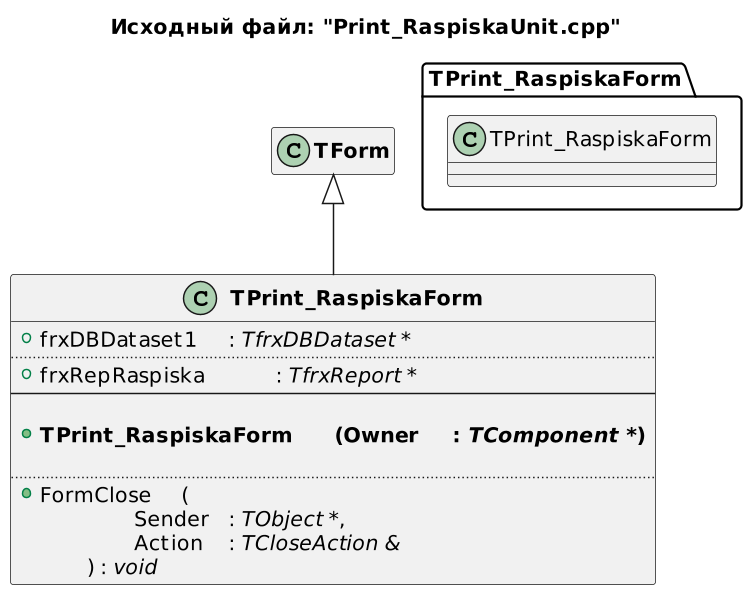 Исходный файл: "Print_RaspiskaUnit.cpp"
TPrint_RaspiskaForm
C TForm
C TPrint_RaspiskaForm
C TPrint_RaspiskaForm
frxDBDataset1 : TfrxDBDataset *
frxRepRaspiska : TfrxReport *
TPrint_RaspiskaForm (Owner : TComponent *)
FormClose (
Sender : TObject *,
Action : TCloseAction &
) : void